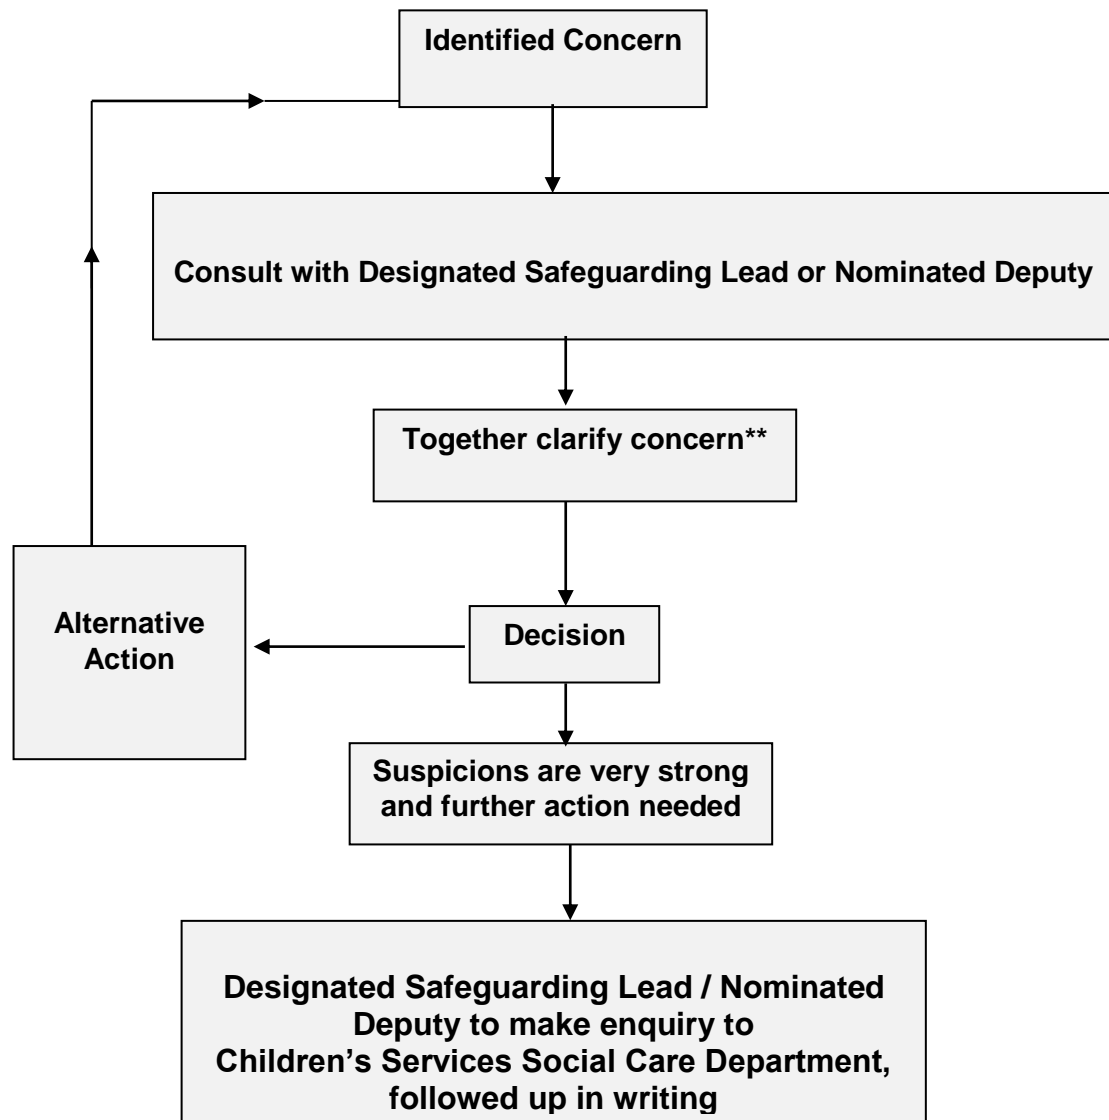 Identified Concern
Consult with Designated Safeguarding Lead or Nominated Deputy
Together clarify concern**
Alternative
Action
Decision
Suspicions are very strong
and further action needed
Designated Safeguarding Lead / Nominated
Deputy to make enquiry to
Children’s Services Social Care Department,
followed up in writing